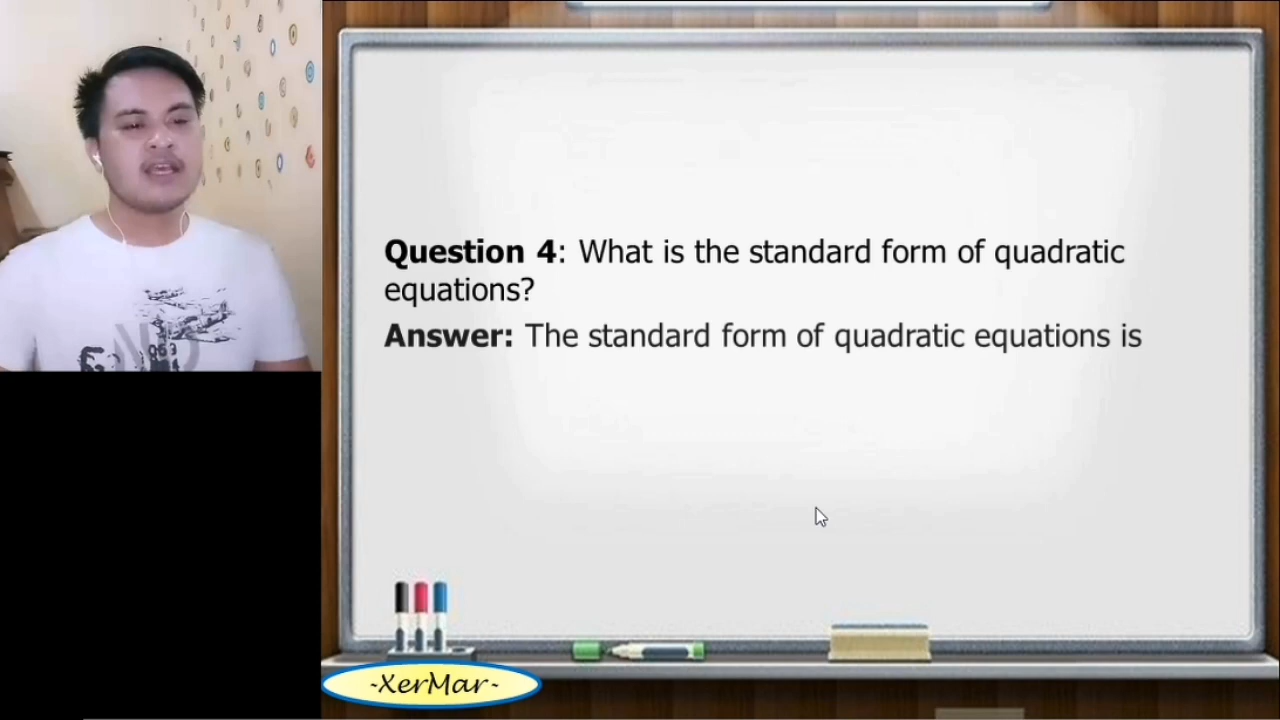 Question 4: What is the standard form of quadratic
equations?
Answer: The standard form of quadratic equations is
-XerMar-